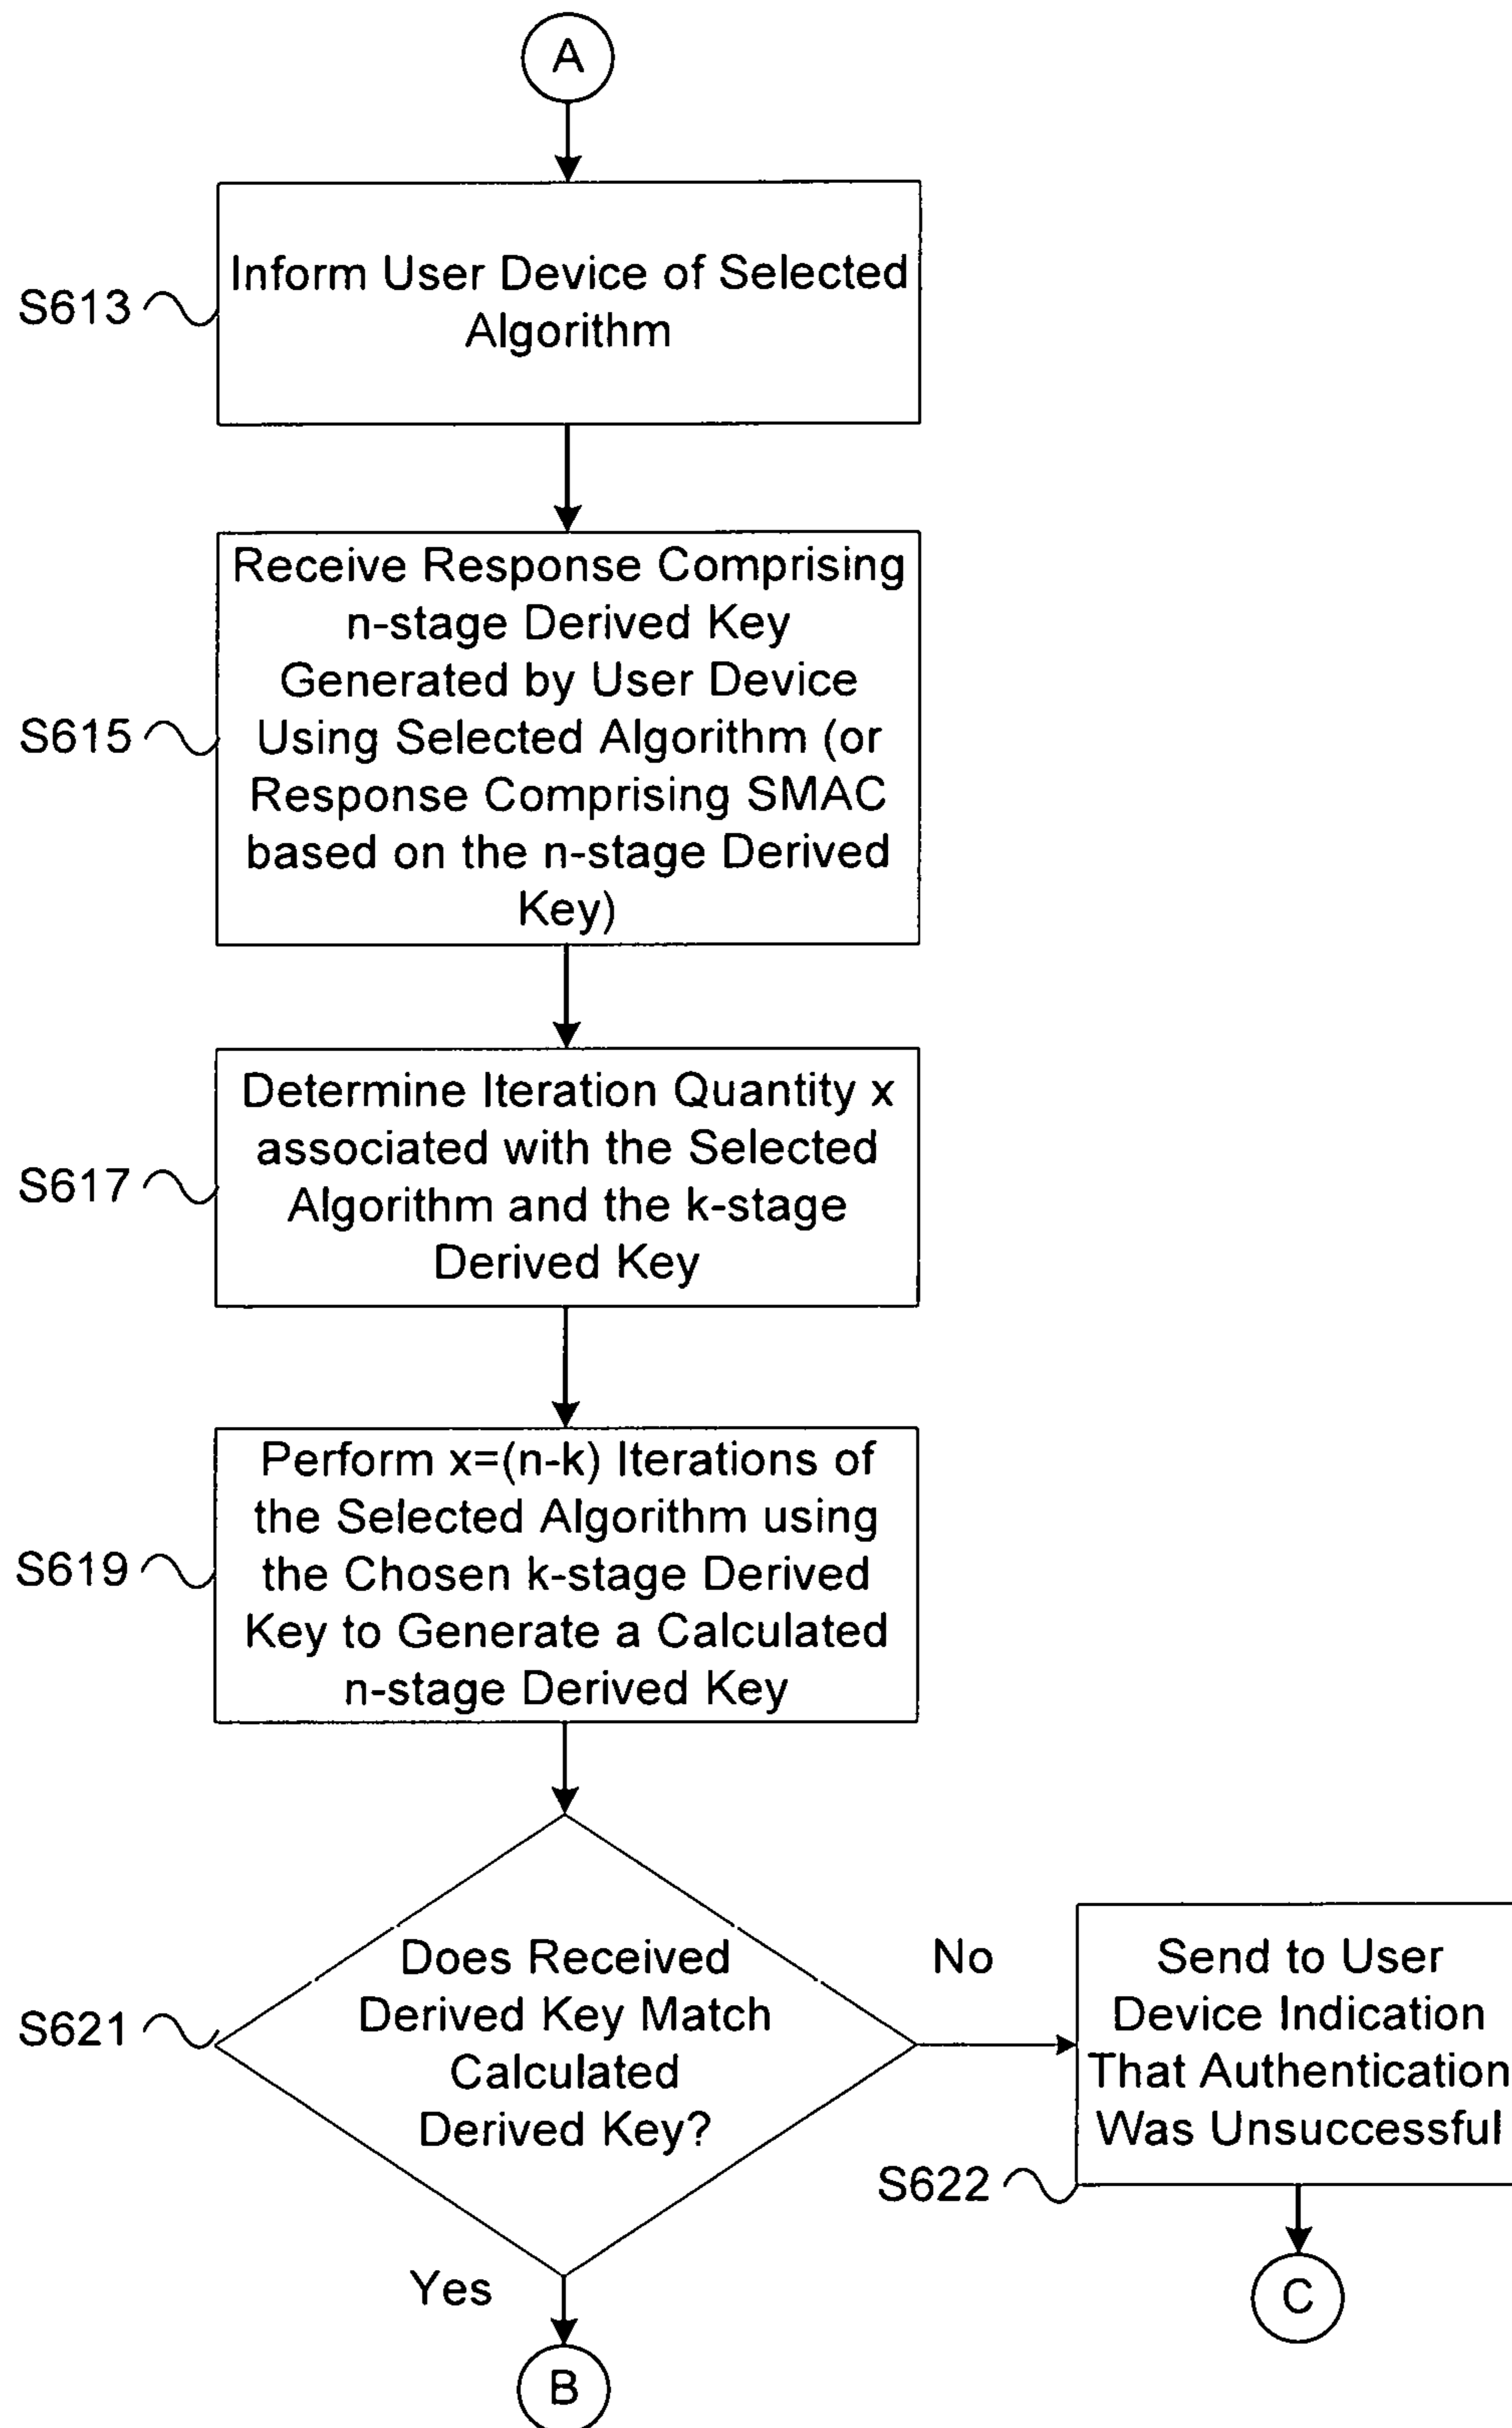 A
S613
Inform User Device of Selected
Algorithm
S615
Receive Response Comprising
n-stage Derived Key
Generated by User Device
Using Selected Algorithm (or
Response Comprising SMAC
based on the n-stage Derived
Key)
S617
Determine Iteration Quantity x
associated with the Selected
Algorithm and the k-stage
Derived Key
S619
Perform x=(n-k) Iterations of
the Selected Algorithm using
the Chosen k-stage Derived
Key to Generate a Calculated
n-stage Derived Key
S621
Does Received
Derived Key Match
Calculated
Derived Key?
No
Send to User
Device Indication
That Authentication
Was Unsuccessful
S622
C
Yes
B